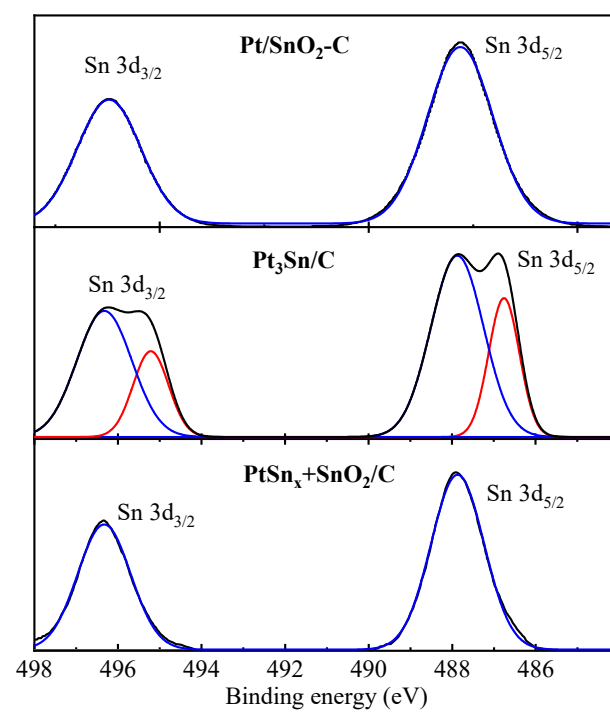 Pt/SnO₂-C
Sn 3d₃/₂
Sn 3d₅/₂
Pt₃Sn/C
Sn 3d₃/₂
Sn 3d₅/₂
PtSnₓ+SnO₂/C
Sn 3d₃/₂
Sn 3d₅/₂
498 496 494 492 490 488 486
Binding energy (eV)